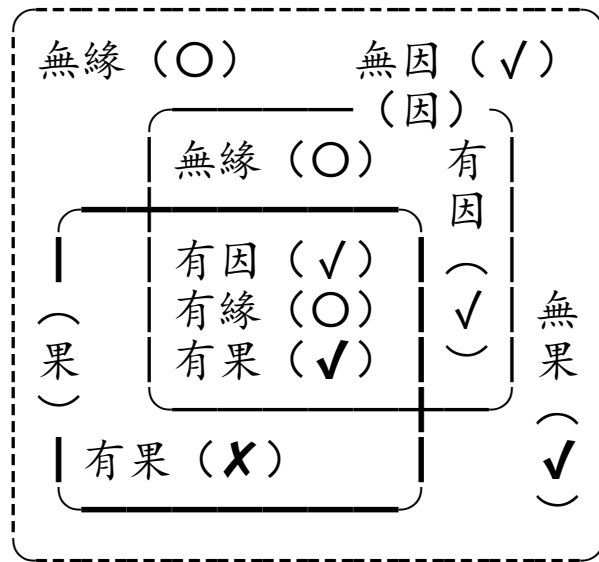 無緣（○） 無因（√）
（因）
無緣（○）
有因（√）
有因（√）
有緣（○）
有果（✓）
（果）
無果（✓）
有果（✗）